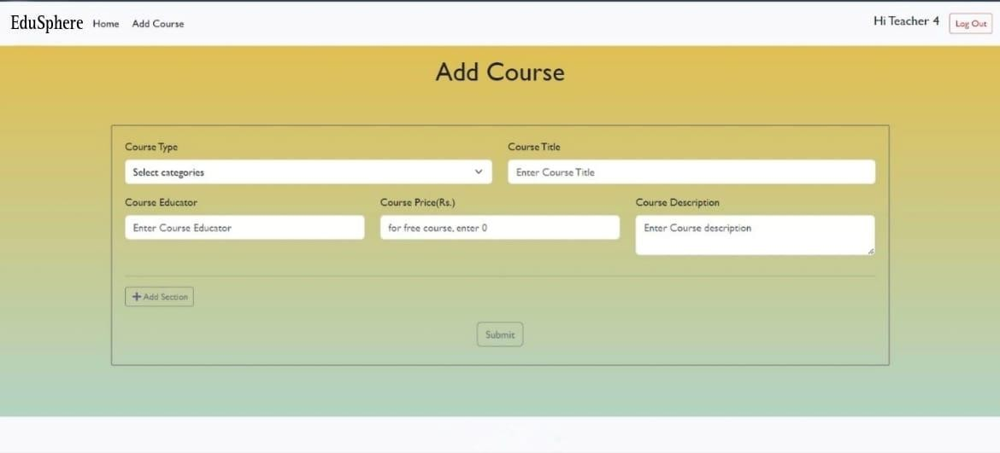 EduSphere Home Add Course Hi Teacher 4 Log Out
Add Course
Course Type Course Title
Select categories Enter Course Title
Course Educator Course Price(Rs.) Course Description
Enter Course Educator for free course, enter 0 Enter Course description
+ Add Section
Submit